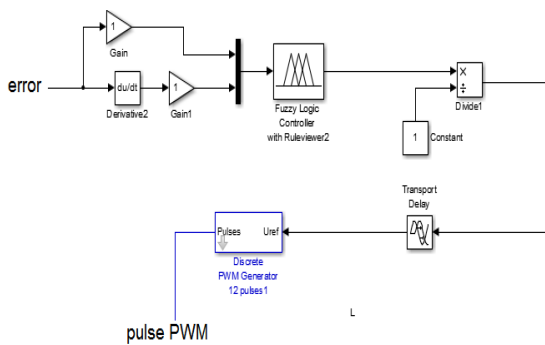 1
Gain
error
du/dt
Derivative2
1
Gain1
Fuzzy Logic
Controller
with Ruleviewer2
×
÷
Divide1
1
Constant
Transport
Delay
Pulses
Uref
Discrete
PWM Generator
12 pulses1
L
pulse PWM